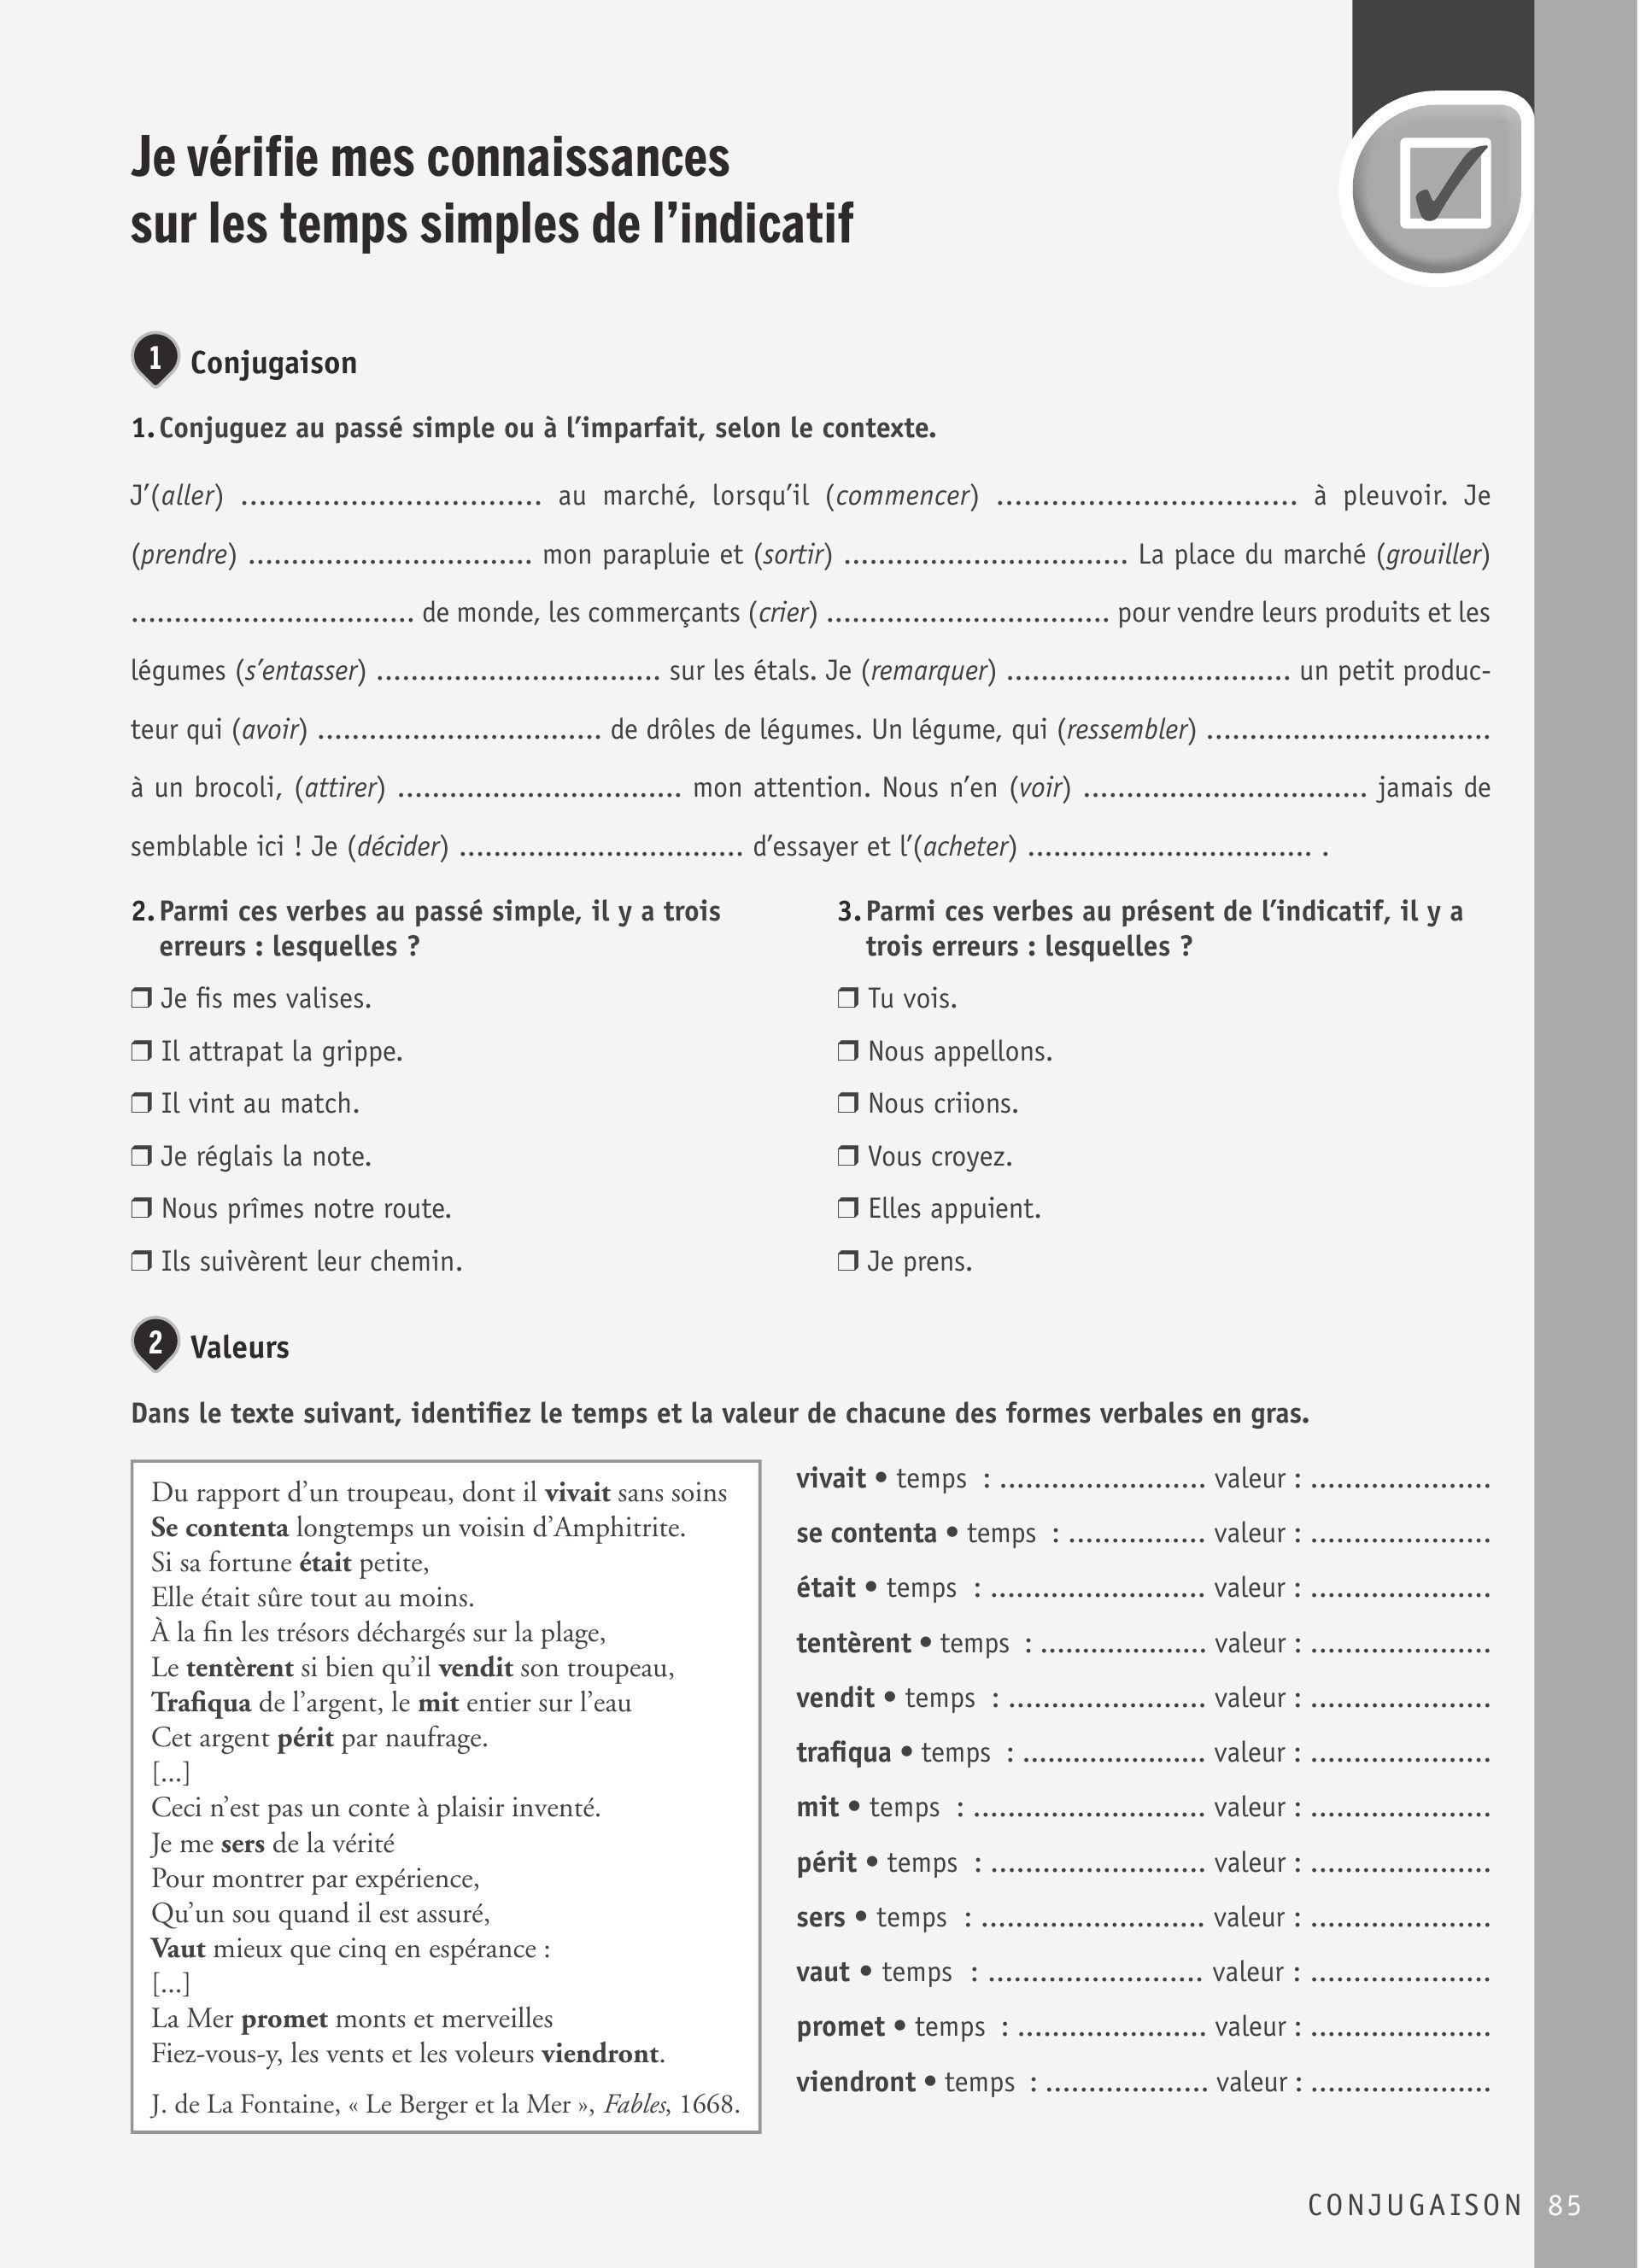 Je vérifie mes connaissances
sur les temps simples de l’indicatif
1 Conjugaison
1. Conjuguez au passé simple ou à l’imparfait, selon le contexte.
J’(aller) ................................. au marché, lorsqu’il (commencer) ................................. à pleuvoir. Je
(prendre) ................................. mon parapluie et (sortir) ................................. La place du marché (grouiller)
................................. de monde, les commerçants (crier) ................................. pour vendre leurs produits et les
légumes (s’entasser) ................................. sur les étals. Je (remarquer) ................................. un petit produc-
teur qui (avoir) ................................. de drôles de légumes. Un légume, qui (ressembler) .................................
à un brocoli, (attirer) ................................. mon attention. Nous n’en (voir) ................................. jamais de
semblable ici ! Je (décider) ................................. d’essayer et l’(acheter) ................................. .
2. Parmi ces verbes au passé simple, il y a trois
erreurs : lesquelles ?
❐ Je fis mes valises.
❐ Il attrapat la grippe.
❐ Il vint au match.
❐ Je réglais la note.
❐ Nous prîmes notre route.
❐ Ils suivèrent leur chemin.
3. Parmi ces verbes au présent de l’indicatif, il y a
trois erreurs : lesquelles ?
❐ Tu vois.
❐ Nous appellons.
❐ Nous criions.
❐ Vous croyez.
❐ Elles appuient.
❐ Je prens.
2 Valeurs
Dans le texte suivant, identifiez le temps et la valeur de chacune des formes verbales en gras.
Du rapport d’un troupeau, dont il vivait sans soins
Se contenta longtemps un voisin d’Amphitrite.
Si sa fortune était petite,
Elle était sûre tout au moins.
À la fin les trésors déchargés sur la plage,
Le tentèrent si bien qu’il vendit son troupeau,
Trafiqua de l’argent, le mit entier sur l’eau
Cet argent périt par naufrage.
[...]
Ceci n’est pas un conte à plaisir inventé.
Je me sers de la vérité
Pour montrer par expérience,
Qu’un sou quand il est assuré,
Vaut mieux que cinq en espérance :
[...]
La Mer promet monts et merveilles
Fiez-vous-y, les vents et les voleurs viendront.
J. de La Fontaine, « Le Berger et la Mer », Fables, 1668.
vivait • temps : ........................ valeur : .....................
se contenta • temps : ................ valeur : .....................
était • temps : ......................... valeur : .....................
tentèrent • temps : ................... valeur : .....................
vendit • temps : ....................... valeur : .....................
trafiqua • temps : ..................... valeur : .....................
mit • temps : ........................... valeur : .....................
périt • temps : ......................... valeur : .....................
sers • temps : .......................... valeur : .....................
vaut • temps : ......................... valeur : .....................
promet • temps : ...................... valeur : .....................
viendront • temps : ................... valeur : .....................
CONJUGAISON 85